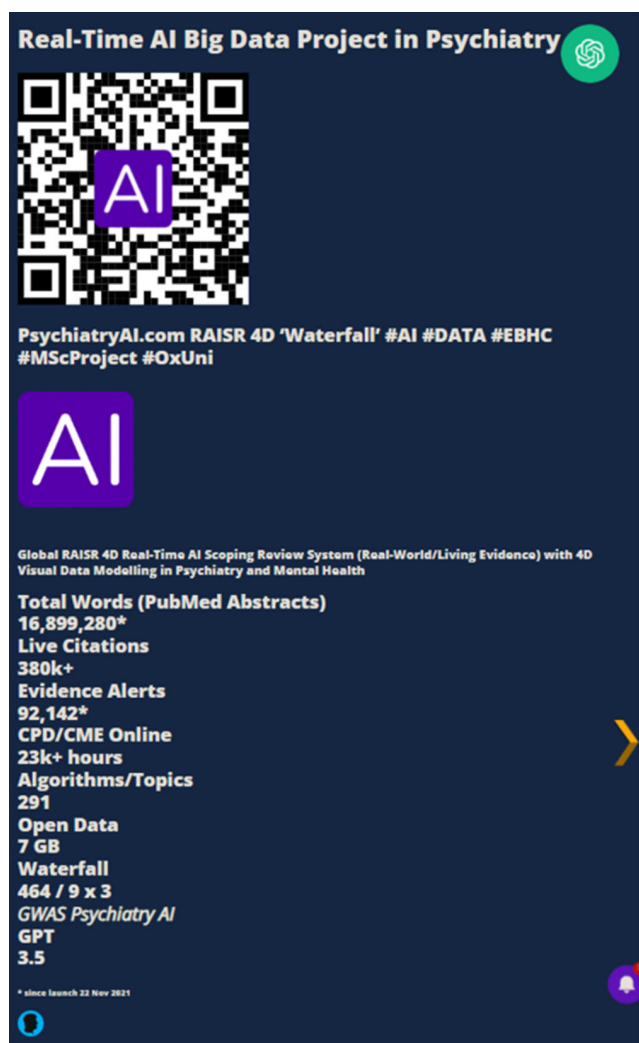 Real-Time AI Big Data Project in Psychiatry
AI
PsychiatryAI.com RAISR 4D ‘Waterfall’ #AI #DATA #EBHC
#MScProject #OxUni
AI
Global RAISR 4D Real-Time AI Scoping Review System (Real-World/Living Evidence) with 4D
Visual Data Modelling in Psychiatry and Mental Health
Total Words (PubMed Abstracts)
16,899,280*
Live Citations
380k+
Evidence Alerts
92,142*
CPD/CME Online
23k+ hours
Algorithms/Topics
291
Open Data
7 GB
Waterfall
464 / 9 x 3
GWAS Psychiatry AI
GPT
3.5
* since launch 22 Nov 2021